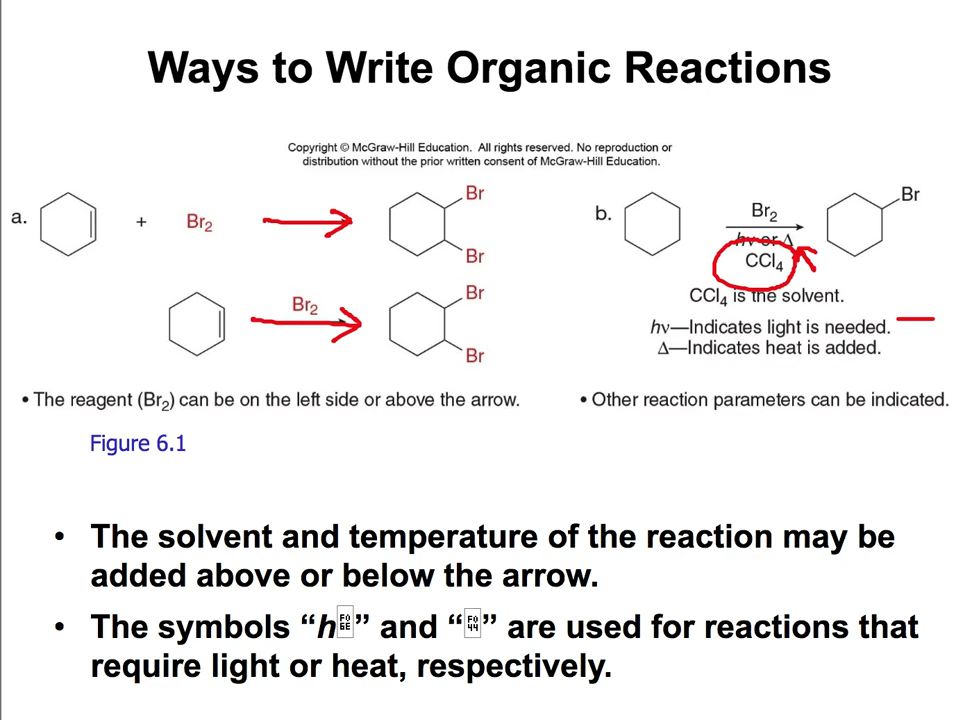 Ways to Write Organic Reactions
Copyright © McGraw-Hill Education. All rights reserved. No reproduction or
distribution without the prior written consent of McGraw-Hill Education.
a.
+
Br₂
Br
Br
Br₂
Br
Br
• The reagent (Br₂) can be on the left side or above the arrow.
Figure 6.1
b.
Br₂
hν or Δ
CCl₄
Br
CCl₄ is the solvent.
hν—Indicates light is needed.
Δ—Indicates heat is added.
• Other reaction parameters can be indicated.
• The solvent and temperature of the reaction may be
added above or below the arrow.
• The symbols “h” and “” are used for reactions that
require light or heat, respectively.